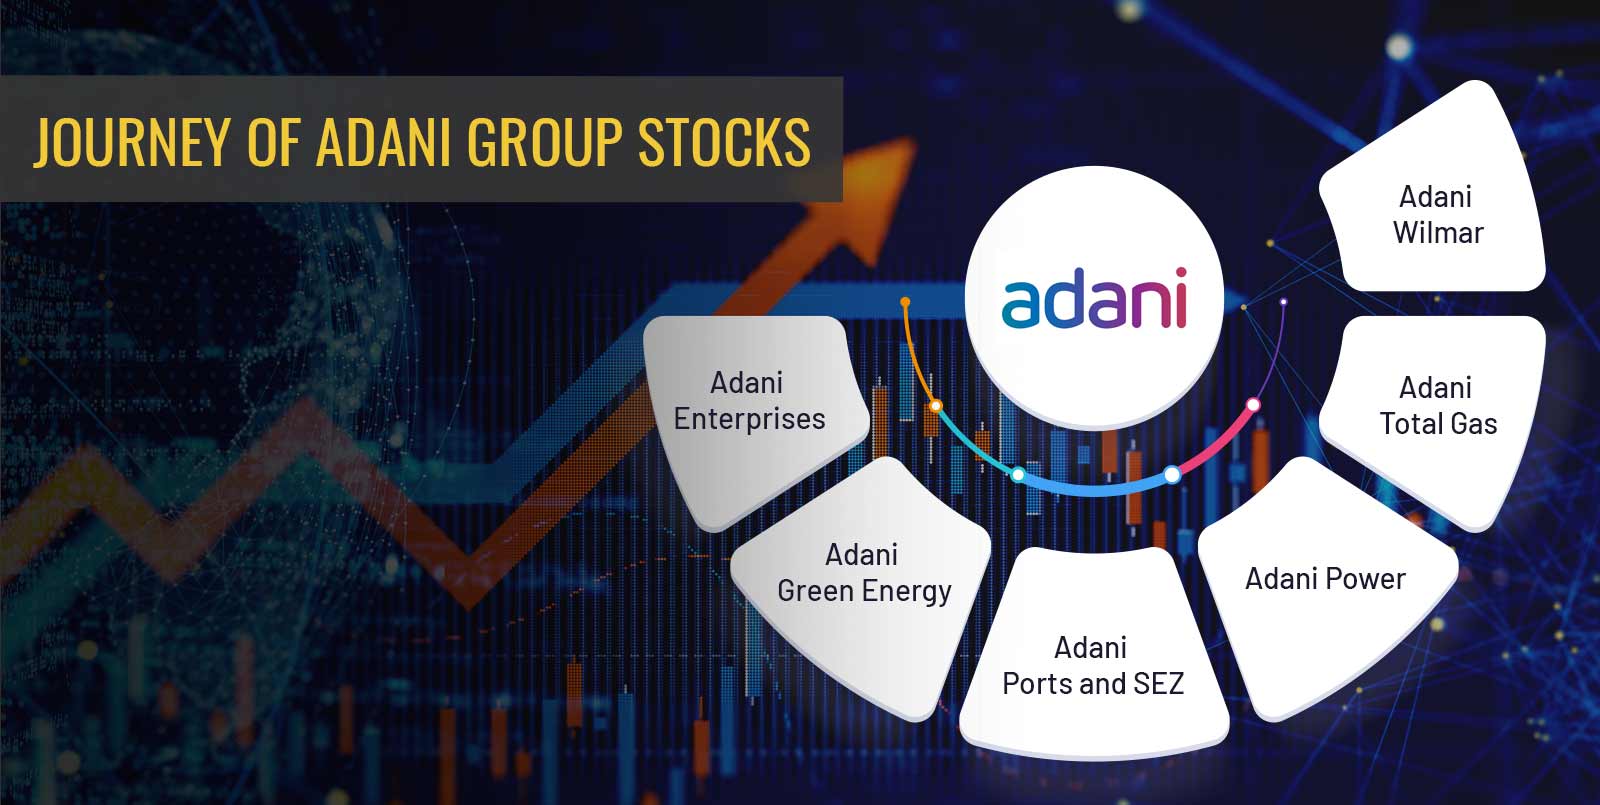 JOURNEY OF ADANI GROUP STOCKS
adani
Adani
Enterprises
Adani
Green Energy
Adani
Ports and SEZ
Adani Power
Adani
Total Gas
Adani
Wilmar